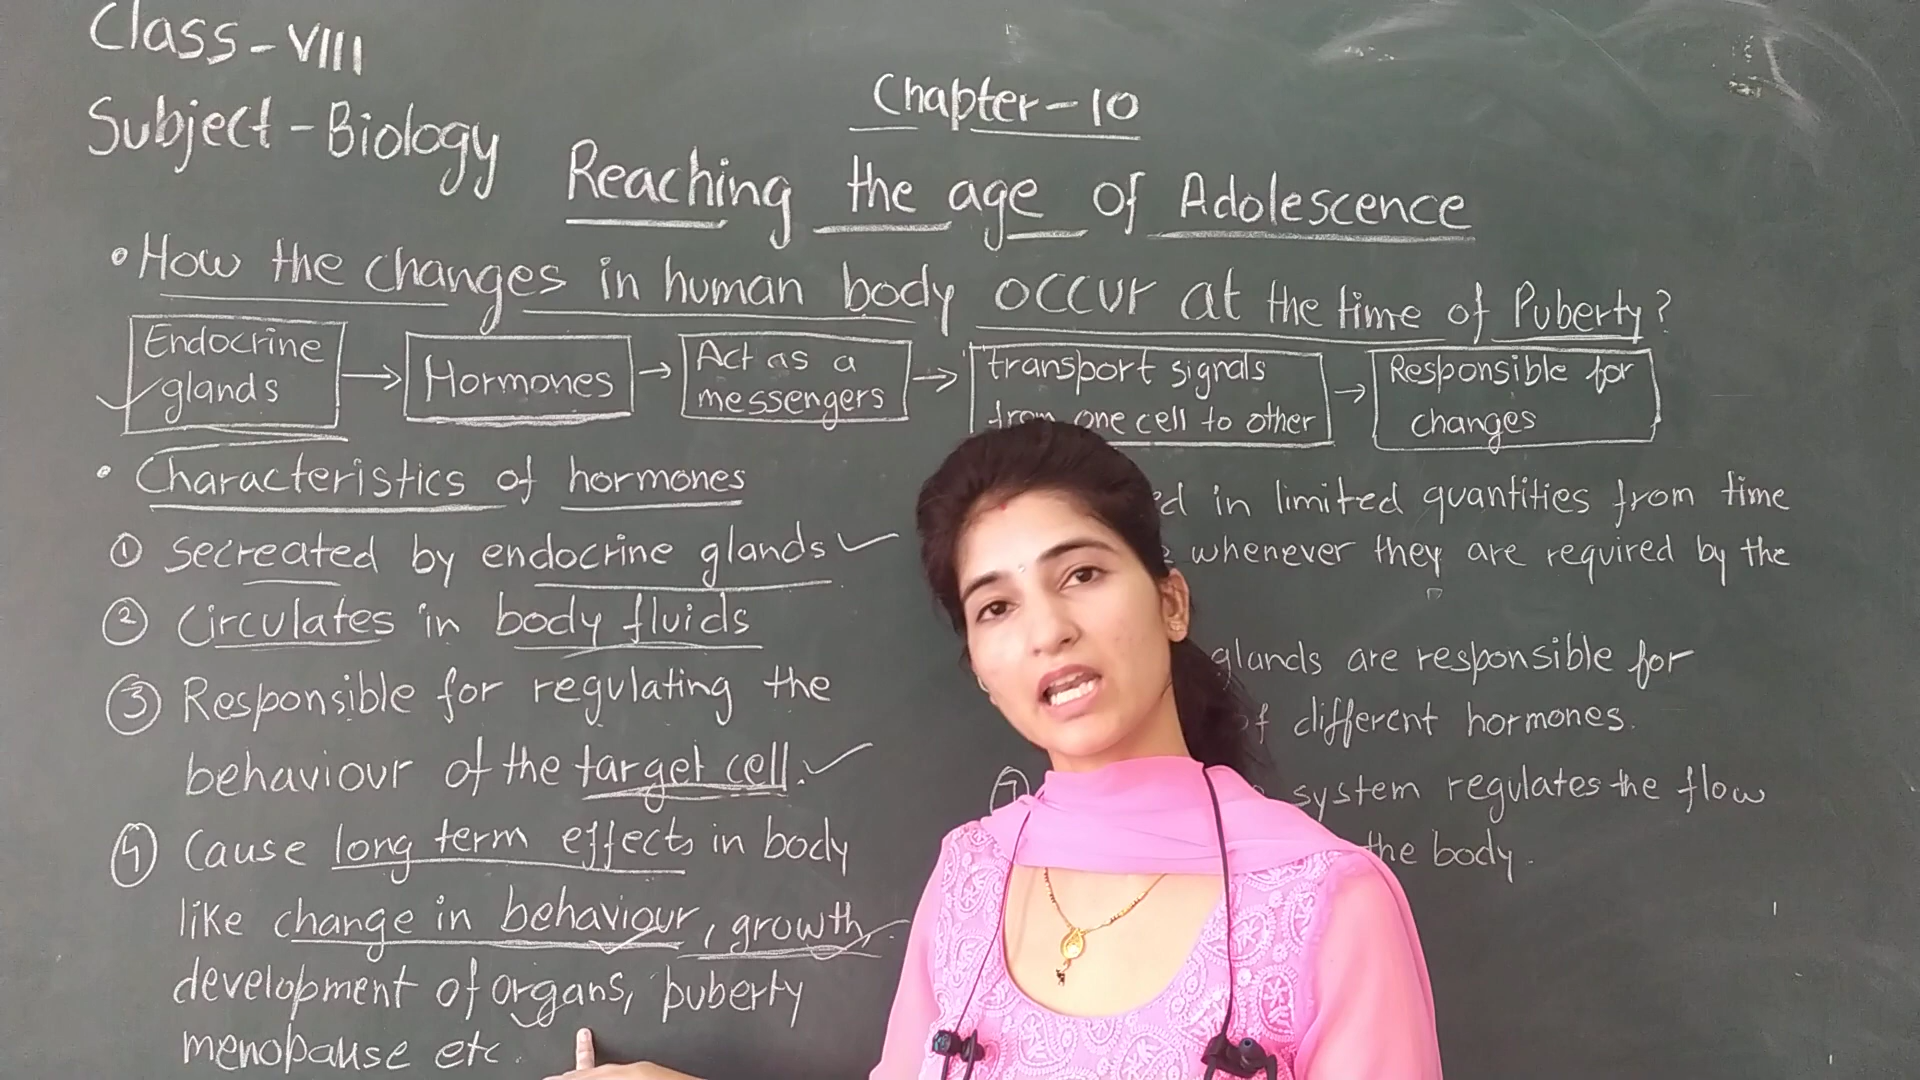 Class-VIII
Subject-Biology
Chapter-10
Reaching the age of Adolescence
• How the changes in human body occur at the time of Puberty?
Endocrine glands → Hormones → Act as a messengers → transport signals from one cell to other → Responsible for changes
• Characteristics of hormones
① Secreated by endocrine glands
② Circulates in body fluids
③ Responsible for regulating the
behaviour of the target cell.
④ Cause long term effects in body
like change in behaviour, growth,
development of organs, puberty
menopause etc.
in limited quantities from time
whenever they are required by the
glands are responsible for
of different hormones.
⑦ system regulates the flow
the body.